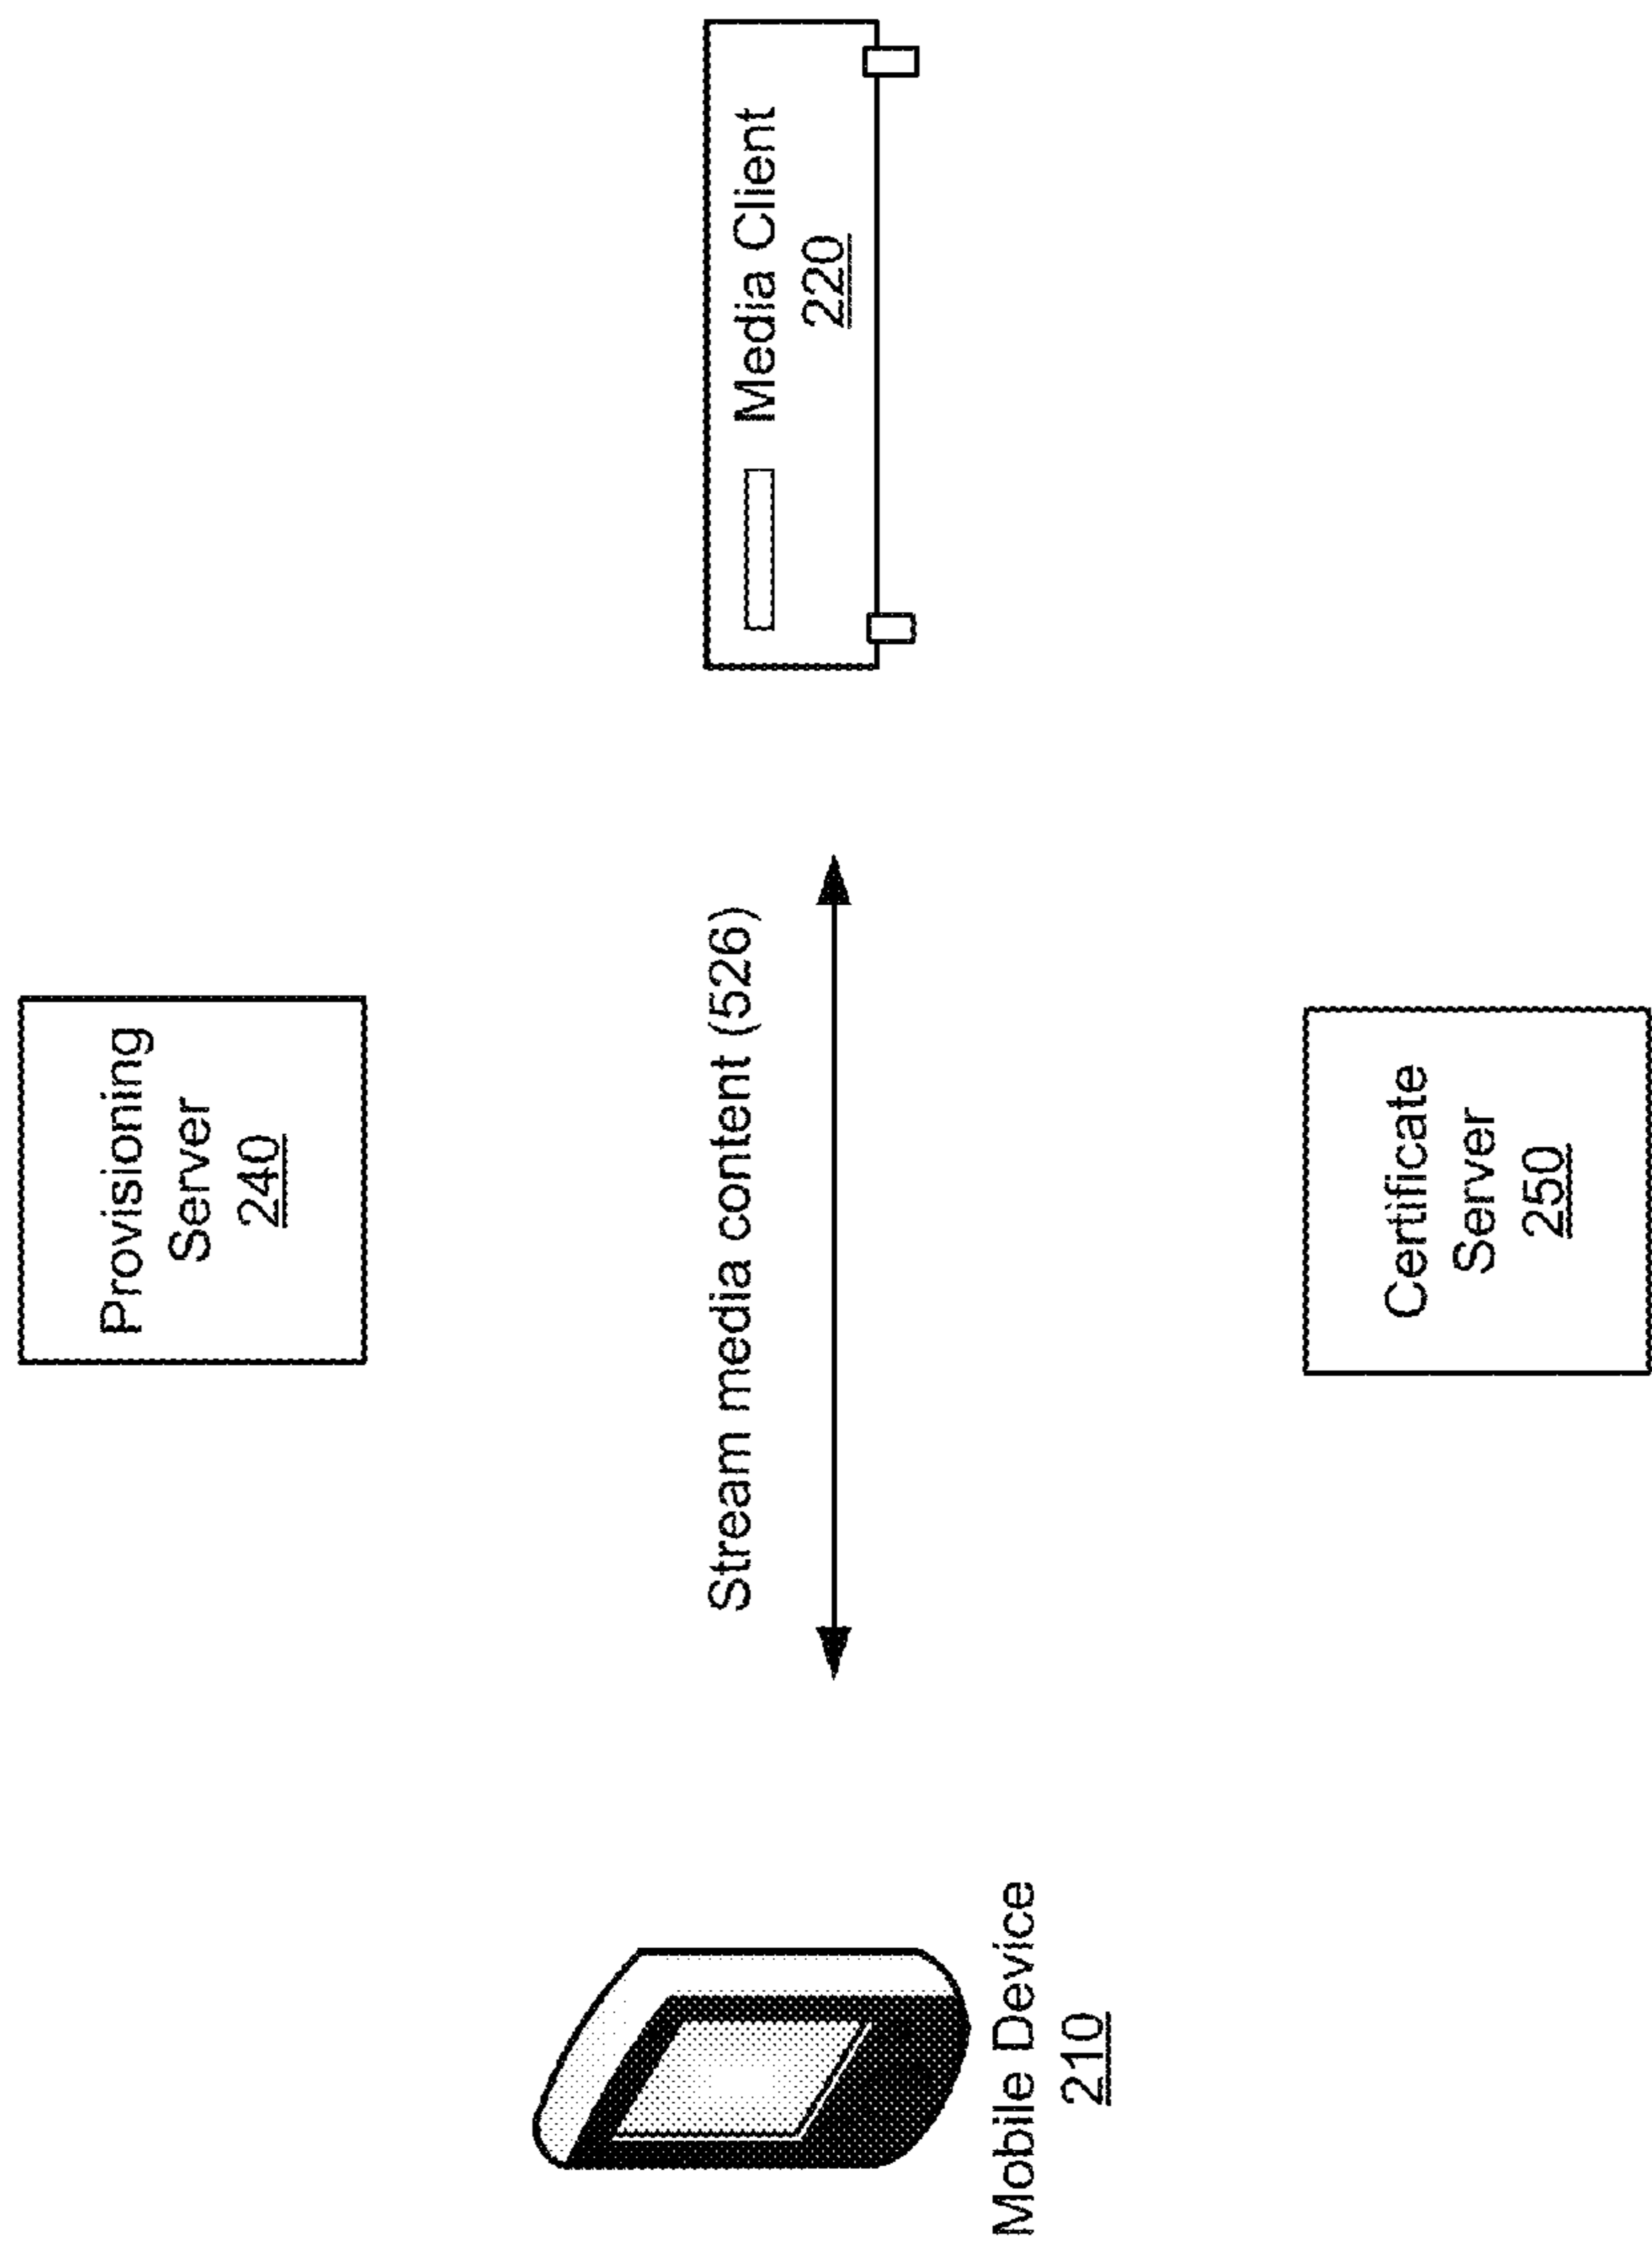 Provisioning
Server
240
Stream media content (526)
Mobile Device
210
Media Client
220
Certificate
Server
250